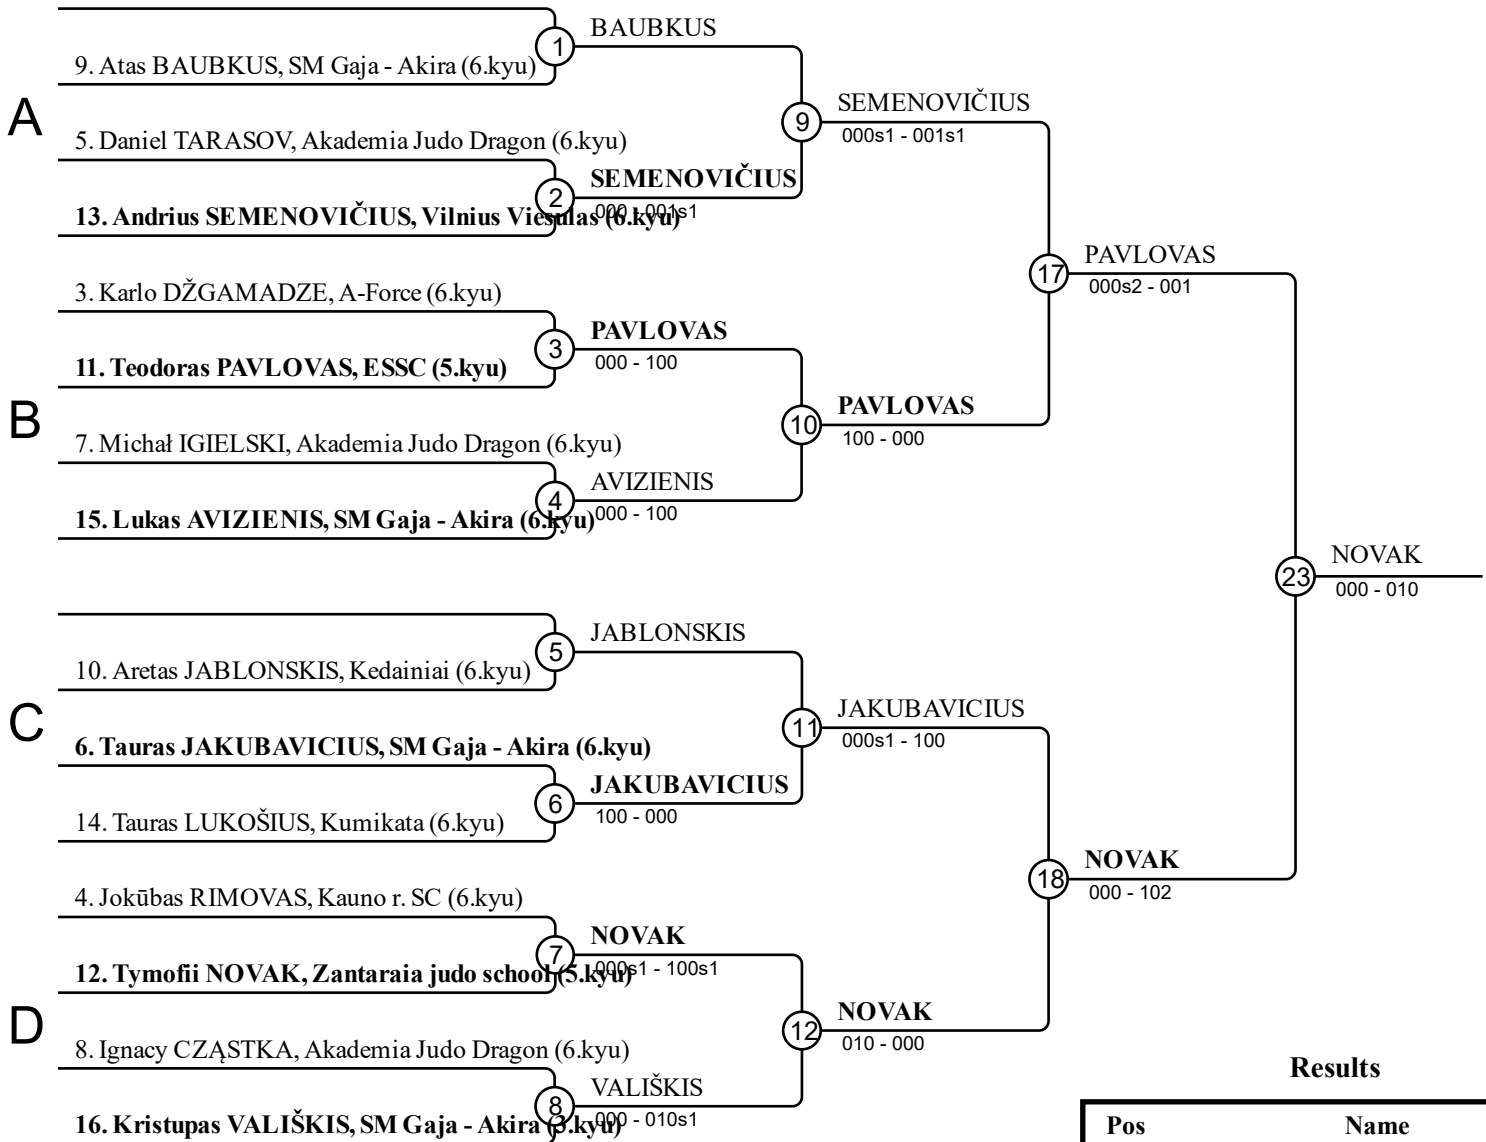 BAUBKUS
1
9. Atas BAUBKUS, SM Gaja - Akira (6.kyu)
A
SEMENOVIČIUS
9
000s1 - 001s1
5. Daniel TARASOV, Akademia Judo Dragon (6.kyu)
SEMENOVIČIUS
2
13. Andrius SEMENOVIČIUS, Vilnius Viesulas (6.kyu)
000 - 001s1
PAVLOVAS
17
000s2 - 001
3. Karlo DŽGAMADZE, A-Force (6.kyu)
PAVLOVAS
3
000 - 100
11. Teodoras PAVLOVAS, ESSC (5.kyu)
B
PAVLOVAS
10
100 - 000
7. Michał IGIELSKI, Akademia Judo Dragon (6.kyu)
AVIZIENIS
4
15. Lukas AVIZIENIS, SM Gaja - Akira (6.kyu)
000 - 100
NOVAK
23
000 - 010
JABLONSKIS
5
10. Aretas JABLONSKIS, Kedainiai (6.kyu)
C
JAKUBAVICIUS
11
000s1 - 100
6. Tauras JAKUBAVICIUS, SM Gaja - Akira (6.kyu)
JAKUBAVICIUS
6
100 - 000
14. Tauras LUKOŠIUS, Kumikata (6.kyu)
NOVAK
18
000 - 102
4. Jokūbas RIMOVAS, Kauno r. SC (6.kyu)
NOVAK
7
12. Tymofii NOVAK, Zantaraia judo school (5.kyu)
000s1 - 100s1
D
NOVAK
12
010 - 000
8. Ignacy CZĄSTKA, Akademia Judo Dragon (6.kyu)
VALIŠKIS
8
16. Kristupas VALIŠKIS, SM Gaja - Akira (3.kyu)
000 - 010s1
Results
Pos Name